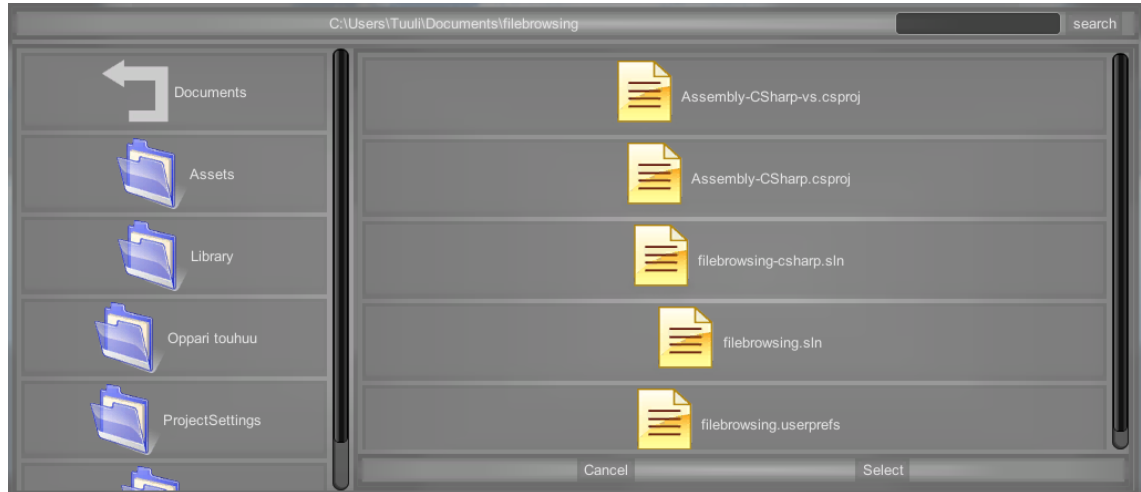 C:\Users\Tuuli\Documents\filebrowsing
search
Documents
Assets
Library
Oppari touhuu
ProjectSettings
Assembly-CSharp-vs.csproj
Assembly-CSharp.csproj
filebrowsing-csharp.sln
filebrowsing.sln
filebrowsing.userprefs
Cancel
Select